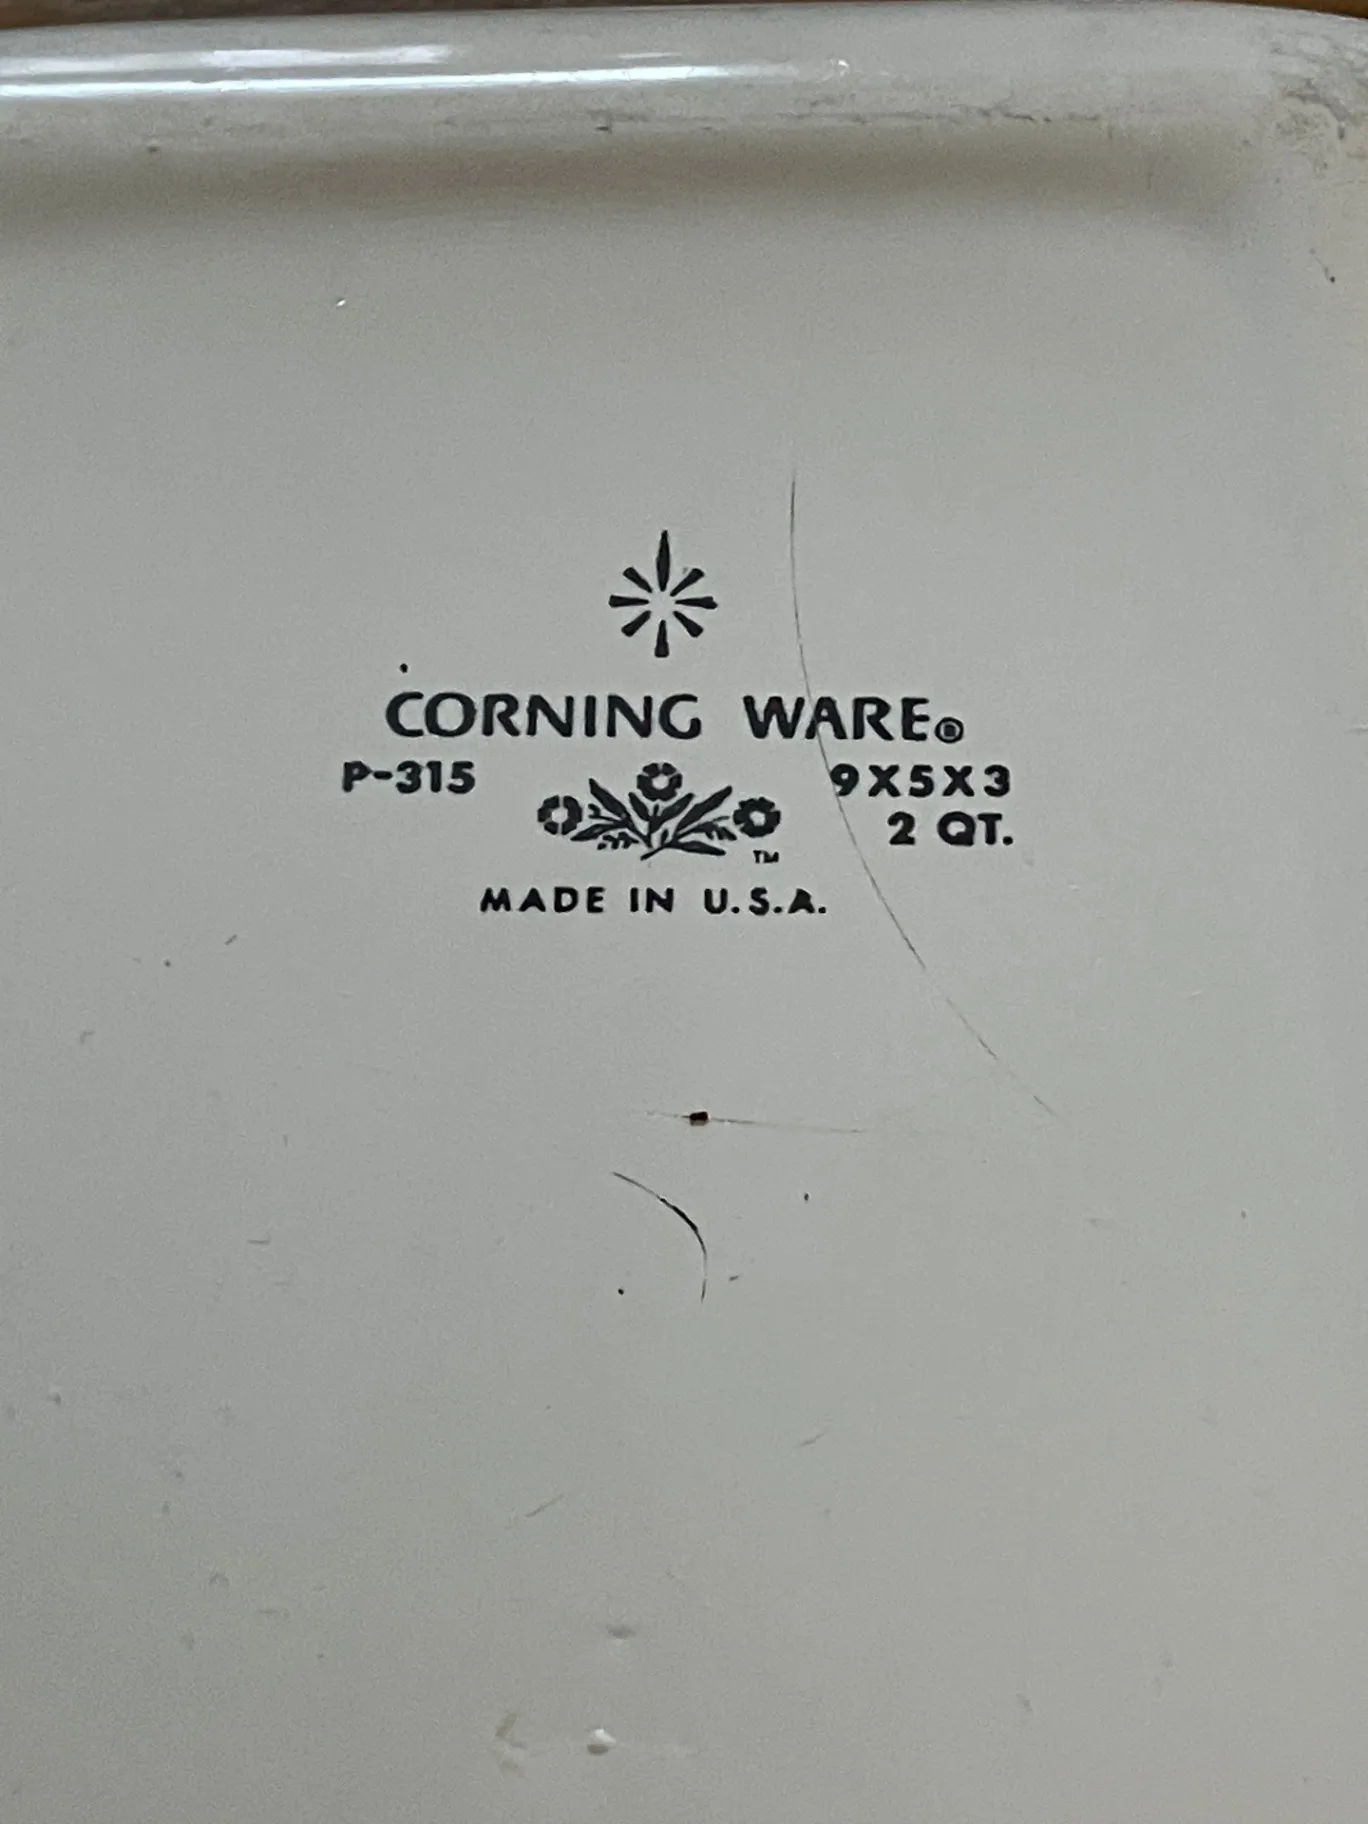 CORNING WARE®
P-315 9X5X3
2 QT.
TM
MADE IN U.S.A.